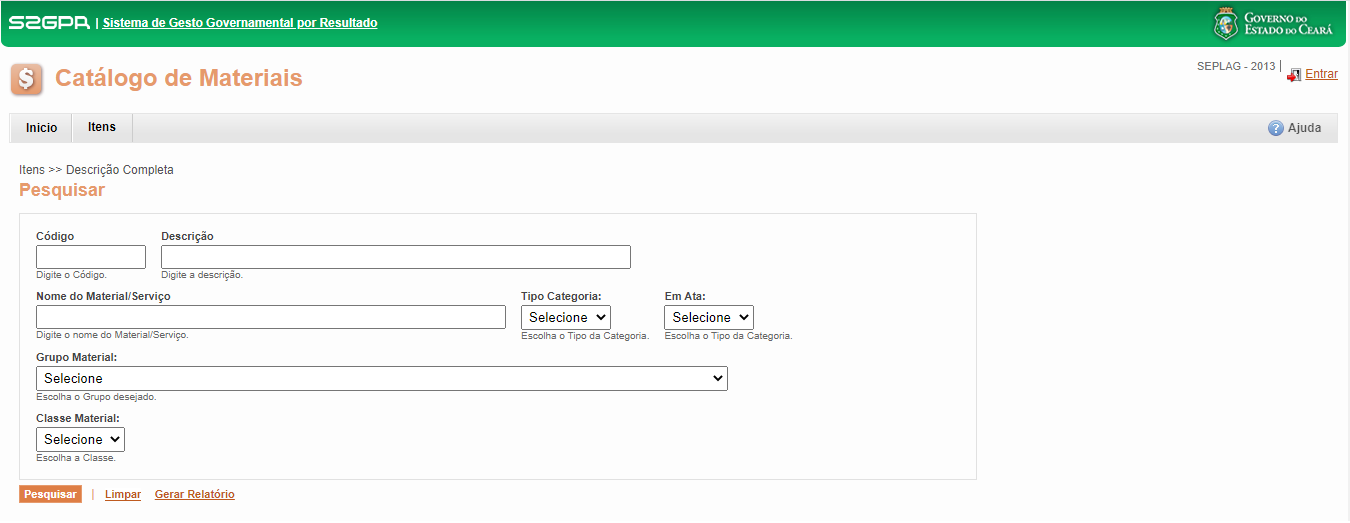 S2GPR | Sistema de Gesto Governamental por Resultado
GOVERNO DO
ESTADO DO CEARÁ
Catálogo de Materiais
SEPLAG - 2013 | Entrar
Inicio
Itens
Ajuda
Itens >> Descrição Completa
Pesquisar
Código Descrição
Digite o Código. Digite a descrição.
Nome do Material/Serviço Tipo Categoria: Em Ata:
Selecione Selecione
Digite o nome do Material/Serviço. Escolha o Tipo da Categoria. Escolha o Tipo da Categoria.
Grupo Material:
Selecione
Escolha o Grupo desejado.
Classe Material:
Selecione
Escolha a Classe.
Pesquisar | Limpar Gerar Relatório